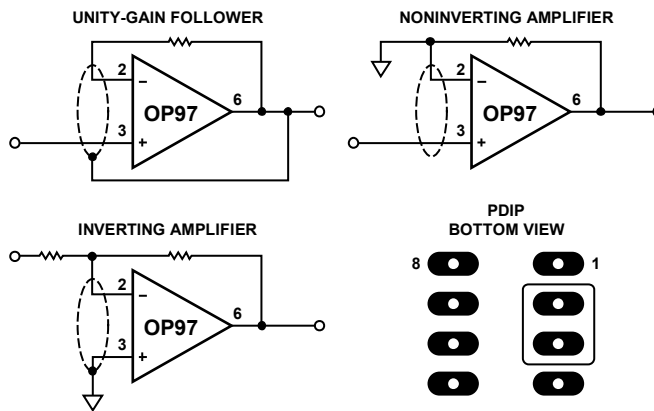 UNITY-GAIN FOLLOWER
2
−
OP97
6
3
+
NONINVERTING AMPLIFIER
2
−
OP97
6
3
+
INVERTING AMPLIFIER
2
−
OP97
6
3
+
PDIP
BOTTOM VIEW
8
1